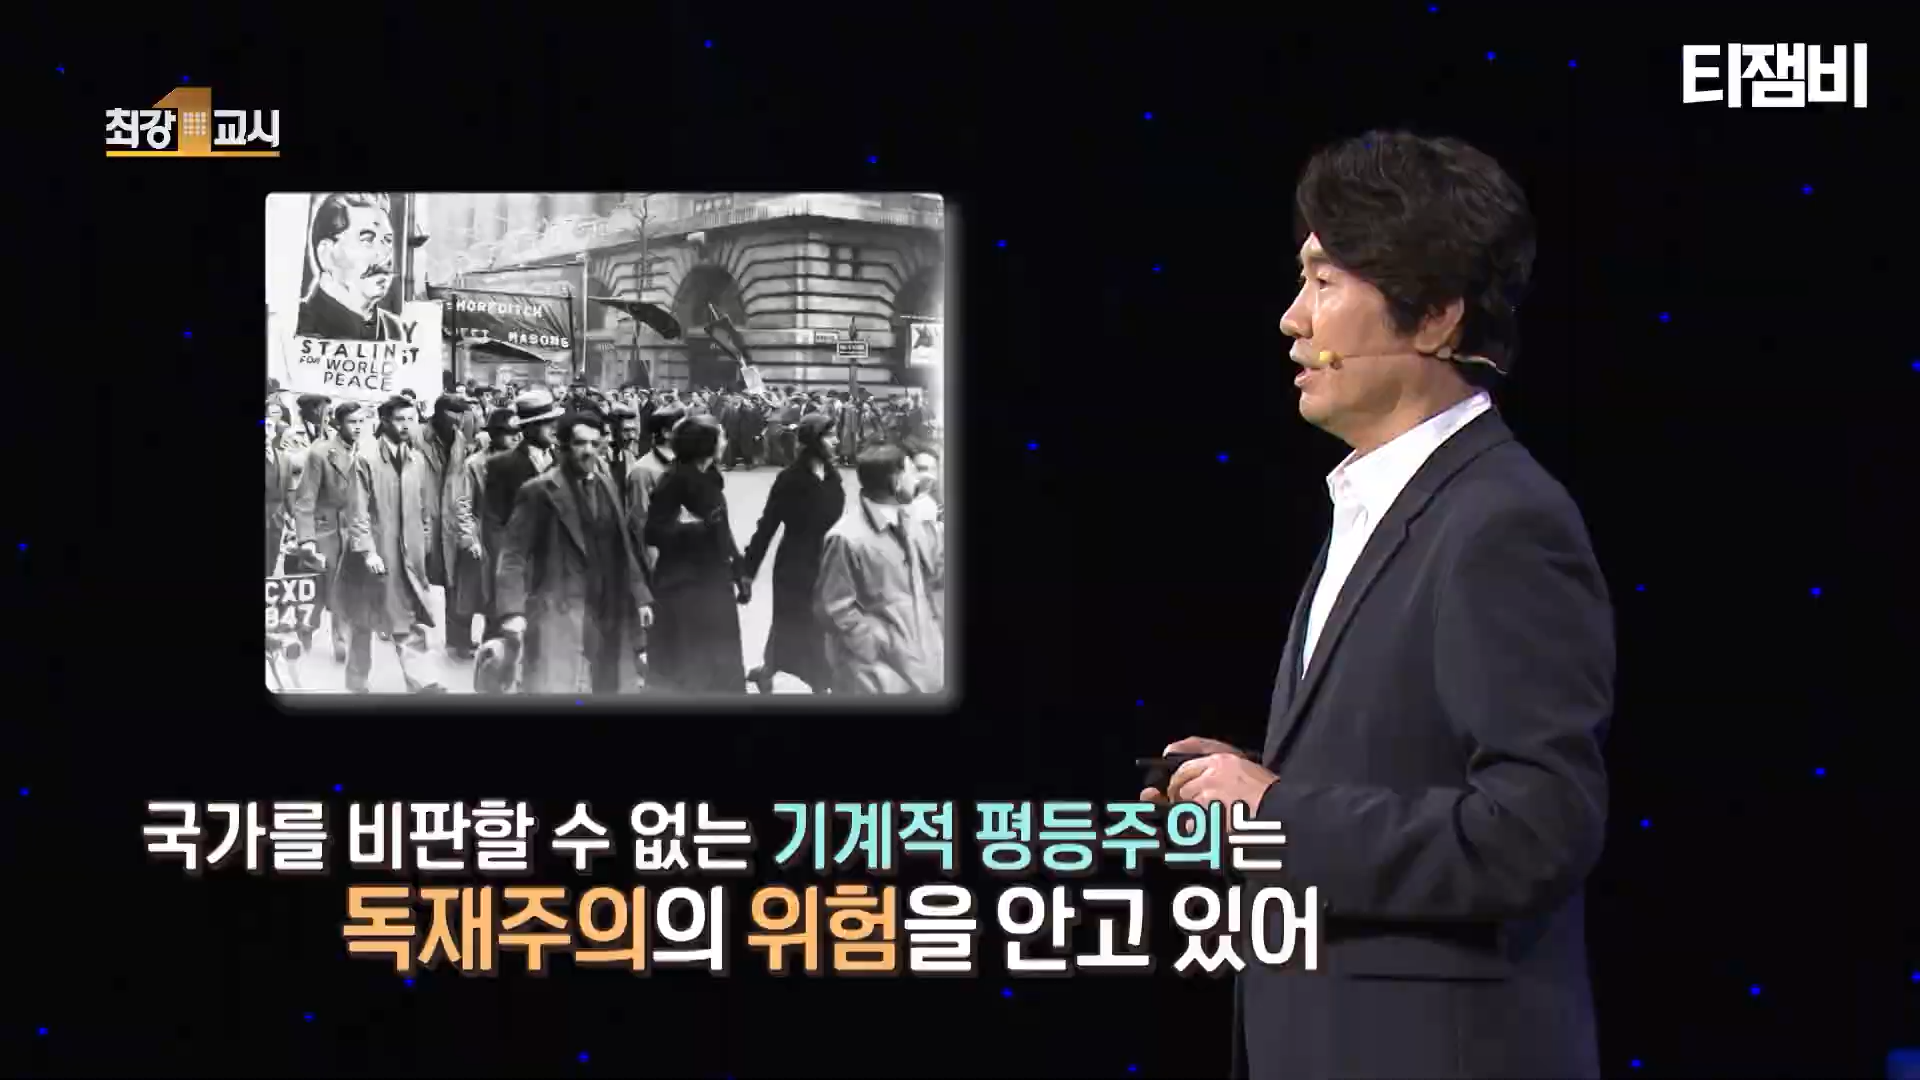 티잼비
최강1교시
STALIN
FOR WORLD
PEACE
HOREDITCH
MASONS
CXD
847
국가를 비판할 수 없는 기계적 평등주의는
독재주의의 위험을 안고 있어